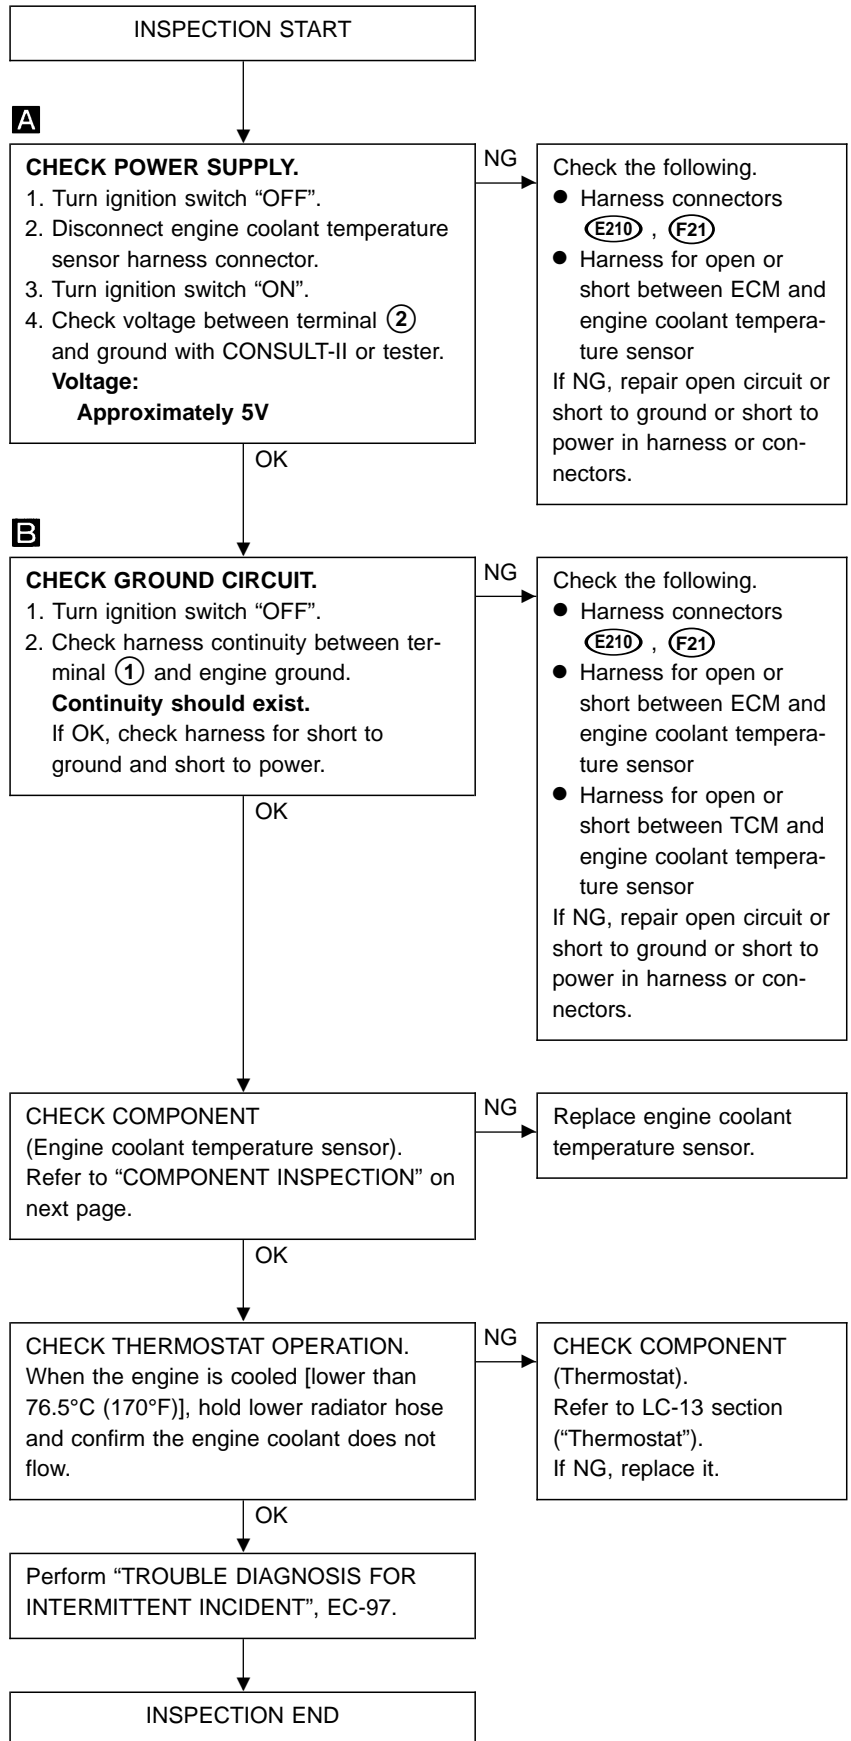 INSPECTION START
A
CHECK POWER SUPPLY.
1. Turn ignition switch “OFF”.
2. Disconnect engine coolant temperature
sensor harness connector.
3. Turn ignition switch “ON”.
4. Check voltage between terminal 2
and ground with CONSULT-II or tester.
Voltage:
Approximately 5V
NG
Check the following.
● Harness connectors
E210 , F21
● Harness for open or
short between ECM and
engine coolant tempera-
ture sensor
If NG, repair open circuit or
short to ground or short to
power in harness or con-
nectors.
OK
B
CHECK GROUND CIRCUIT.
1. Turn ignition switch “OFF”.
2. Check harness continuity between ter-
minal 1 and engine ground.
Continuity should exist.
If OK, check harness for short to
ground and short to power.
NG
Check the following.
● Harness connectors
E210 , F21
● Harness for open or
short between ECM and
engine coolant tempera-
ture sensor
● Harness for open or
short between TCM and
engine coolant tempera-
ture sensor
If NG, repair open circuit or
short to ground or short to
power in harness or con-
nectors.
OK
CHECK COMPONENT
(Engine coolant temperature sensor).
Refer to “COMPONENT INSPECTION” on
next page.
NG
Replace engine coolant
temperature sensor.
OK
CHECK THERMOSTAT OPERATION.
When the engine is cooled [lower than
76.5°C (170°F)], hold lower radiator hose
and confirm the engine coolant does not
flow.
NG
CHECK COMPONENT
(Thermostat).
Refer to LC-13 section
(“Thermostat”).
If NG, replace it.
OK
Perform “TROUBLE DIAGNOSIS FOR
INTERMITTENT INCIDENT”, EC-97.
INSPECTION END